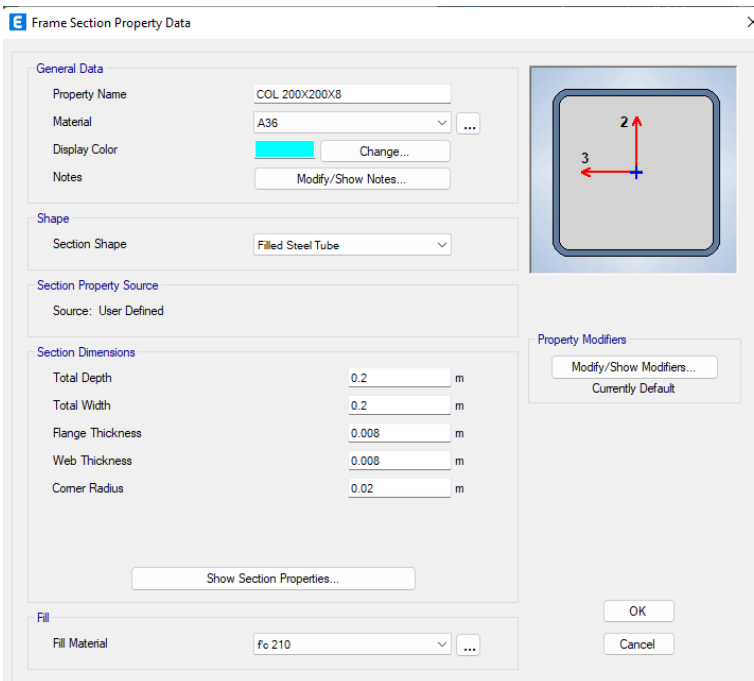 E Frame Section Property Data
General Data
Property Name COL 200X200X8
Material A36 ...
Display Color Change...
Notes Modify/Show Notes...
Shape
Section Shape Filled Steel Tube
Section Property Source
Source: User Defined
Section Dimensions
Total Depth 0.2 m
Total Width 0.2 m
Flange Thickness 0.008 m
Web Thickness 0.008 m
Corner Radius 0.02 m
Show Section Properties...
Fill
Fill Material f'c 210 ...
2
3
Property Modifiers
Modify/Show Modifiers...
Currently Default
OK
Cancel